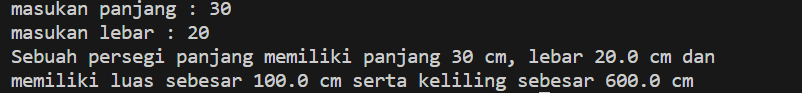 masukan panjang : 30
masukan lebar : 20
Sebuah persegi panjang memiliki panjang 30 cm, lebar 20.0 cm dan
memiliki luas sebesar 100.0 cm serta keliling sebesar 600.0 cm